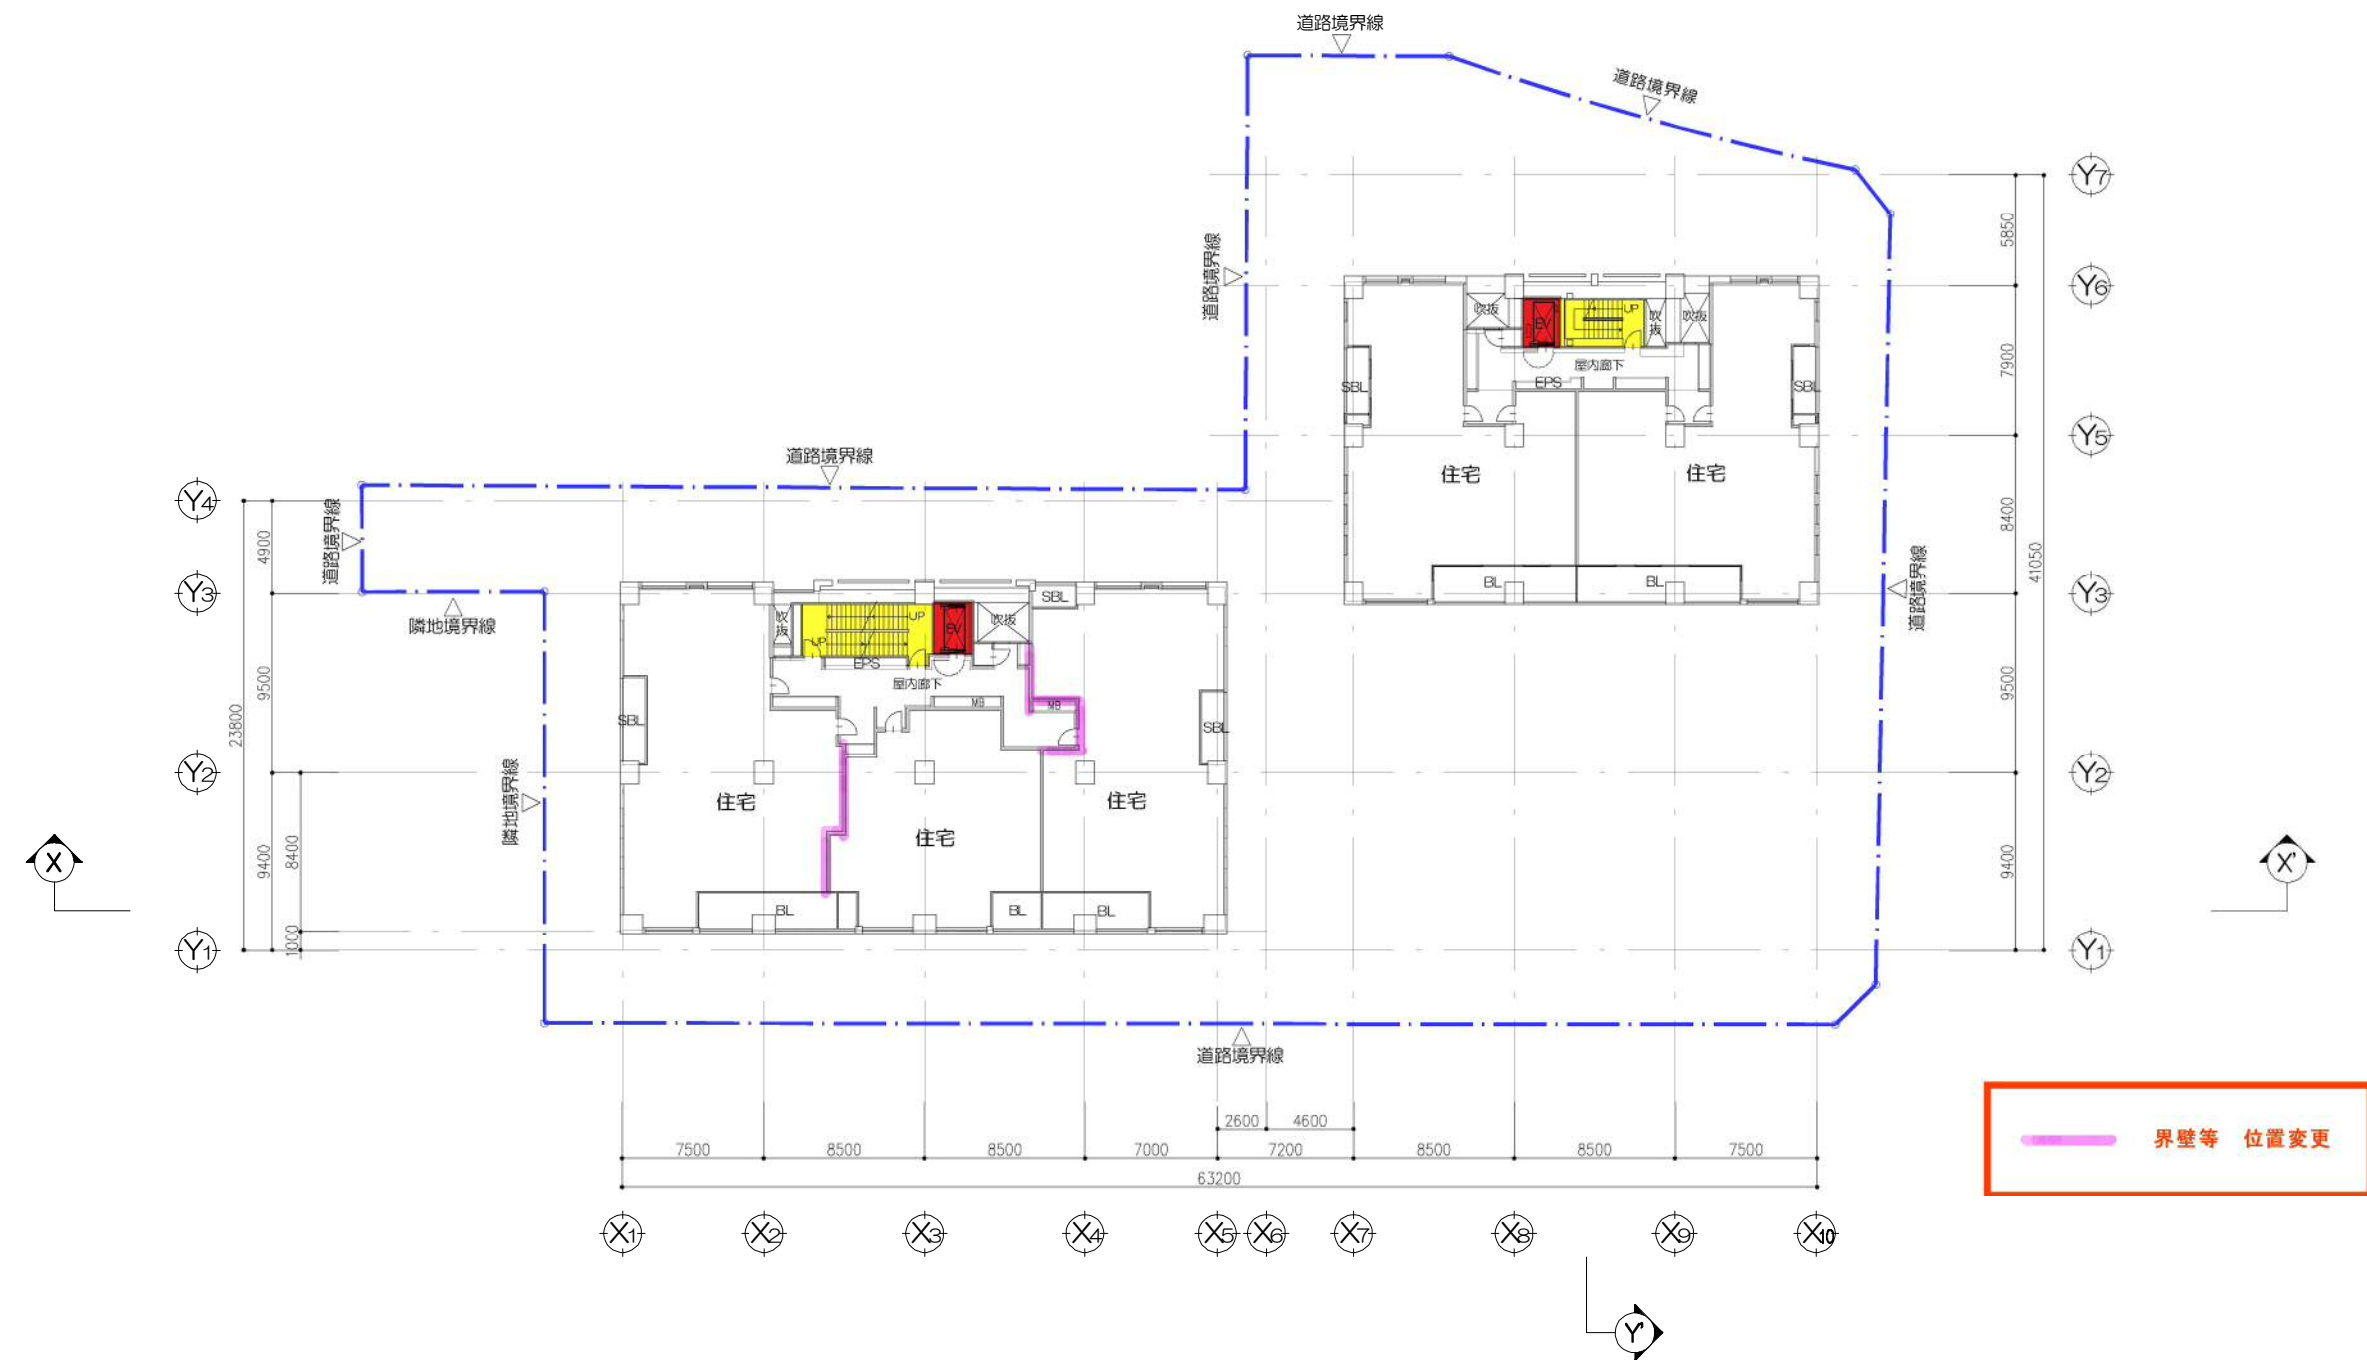 道路境界線
道路境界線
Y7
5850
道路境界線
Y6
吹抜
EV
UP
吹抜
吹抜
屋内廊下
7900
EPS
SBL
SBL
Y5
道路境界線
住宅
住宅
Y4
道路境界線
4900
8400
41050
BL
BL
道路境界線
Y3
Y3
隣地境界線
SBL
吹抜
UP
UP
EV
吹抜
EPS
屋内廊下
9500
9500
MB
MB
23800
SBL
SBL
Y2
Y2
隣地境界線
住宅
住宅
住宅
X
X'
9400
8400
9400
BL
BL
BL
1000
Y1
Y1
道路境界線
2600
4600
界壁等 位置変更
7500
8500
8500
7000
7200
8500
8500
7500
63200
X1
X2
X3
X4
X5
X6
X7
X8
X9
X10
Y'